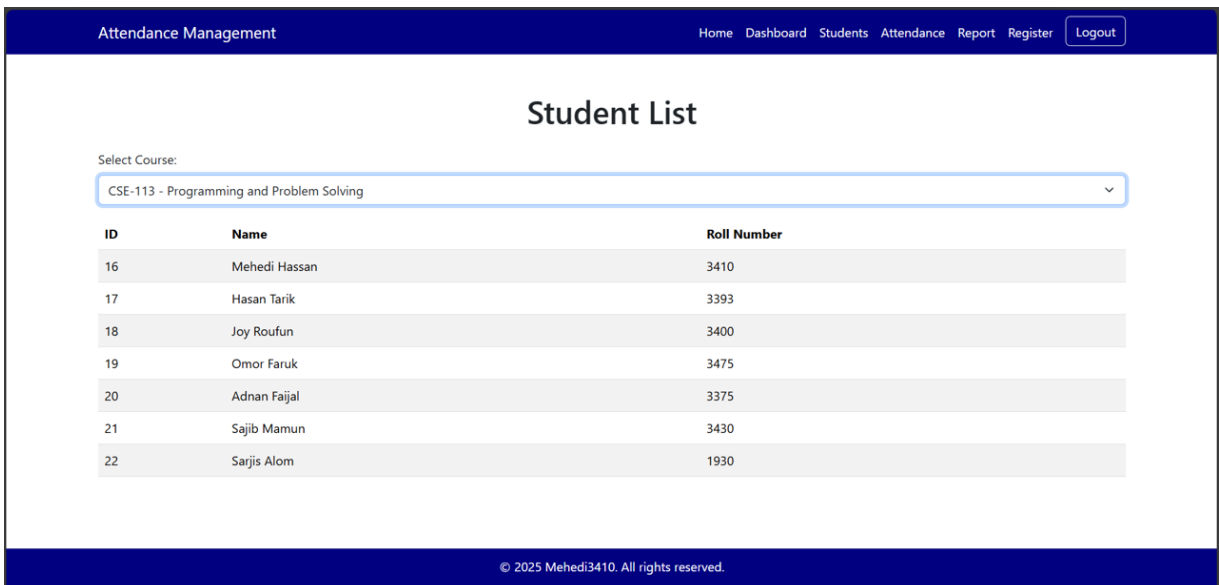 Attendance Management Home Dashboard Students Attendance Report Register Logout
Student List
Select Course:
CSE-113 - Programming and Problem Solving
ID Name Roll Number
16 Mehedi Hassan 3410
17 Hasan Tarik 3393
18 Joy Roufun 3400
19 Omor Faruk 3475
20 Adnan Faijal 3375
21 Sajib Mamun 3430
22 Sarjis Alom 1930
© 2025 Mehedi3410. All rights reserved.